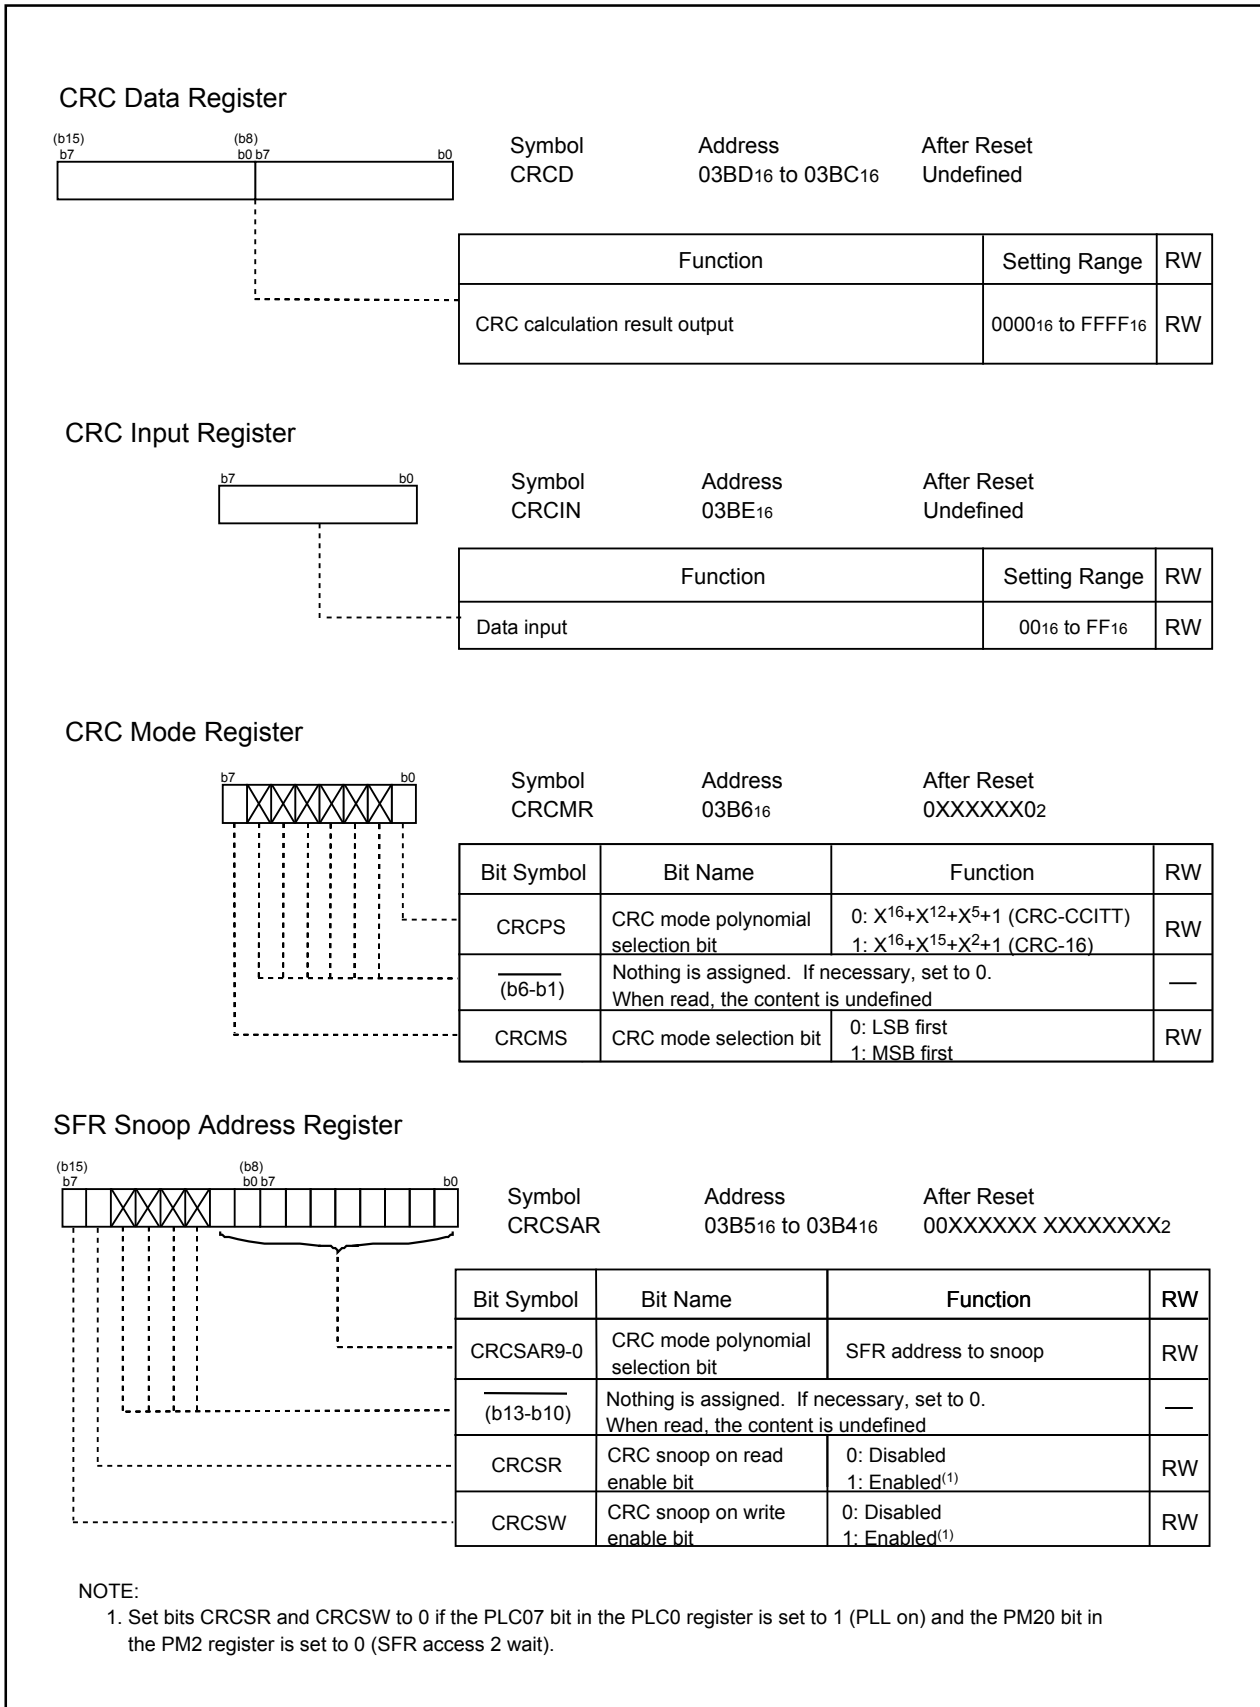 CRC Data Register
(b15) (b8)
b7 b0 b7 b0
Symbol Address After Reset
CRCD 03BD16 to 03BC16 Undefined
Function Setting Range RW
CRC calculation result output 000016 to FFFF16 RW
CRC Input Register
b7 b0
Symbol Address After Reset
CRCIN 03BE16 Undefined
Function Setting Range RW
Data input 0016 to FF16 RW
CRC Mode Register
b7 b0
Symbol Address After Reset
CRCMR 03B616 0XXXXXX02
Bit Symbol Bit Name Function RW
CRCPS CRC mode polynomial selection bit 0: X16+X12+X5+1 (CRC-CCITT) RW
1: X16+X15+X2+1 (CRC-16)
(b6-b1) Nothing is assigned. If necessary, set to 0. —
When read, the content is undefined
CRCMS CRC mode selection bit 0: LSB first RW
1: MSB first
SFR Snoop Address Register
(b15) (b8)
b7 b0 b7 b0
Symbol Address After Reset
CRCSAR 03B516 to 03B416 00XXXXXX XXXXXXXX2
Bit Symbol Bit Name Function RW
CRCSAR9-0 CRC mode polynomial selection bit SFR address to snoop RW
(b13-b10) Nothing is assigned. If necessary, set to 0. —
When read, the content is undefined
CRCSR CRC snoop on read enable bit 0: Disabled RW
1: Enabled(1)
CRCSW CRC snoop on write enable bit 0: Disabled RW
1: Enabled(1)
NOTE:
1. Set bits CRCSR and CRCSW to 0 if the PLC07 bit in the PLC0 register is set to 1 (PLL on) and the PM20 bit in
the PM2 register is set to 0 (SFR access 2 wait).